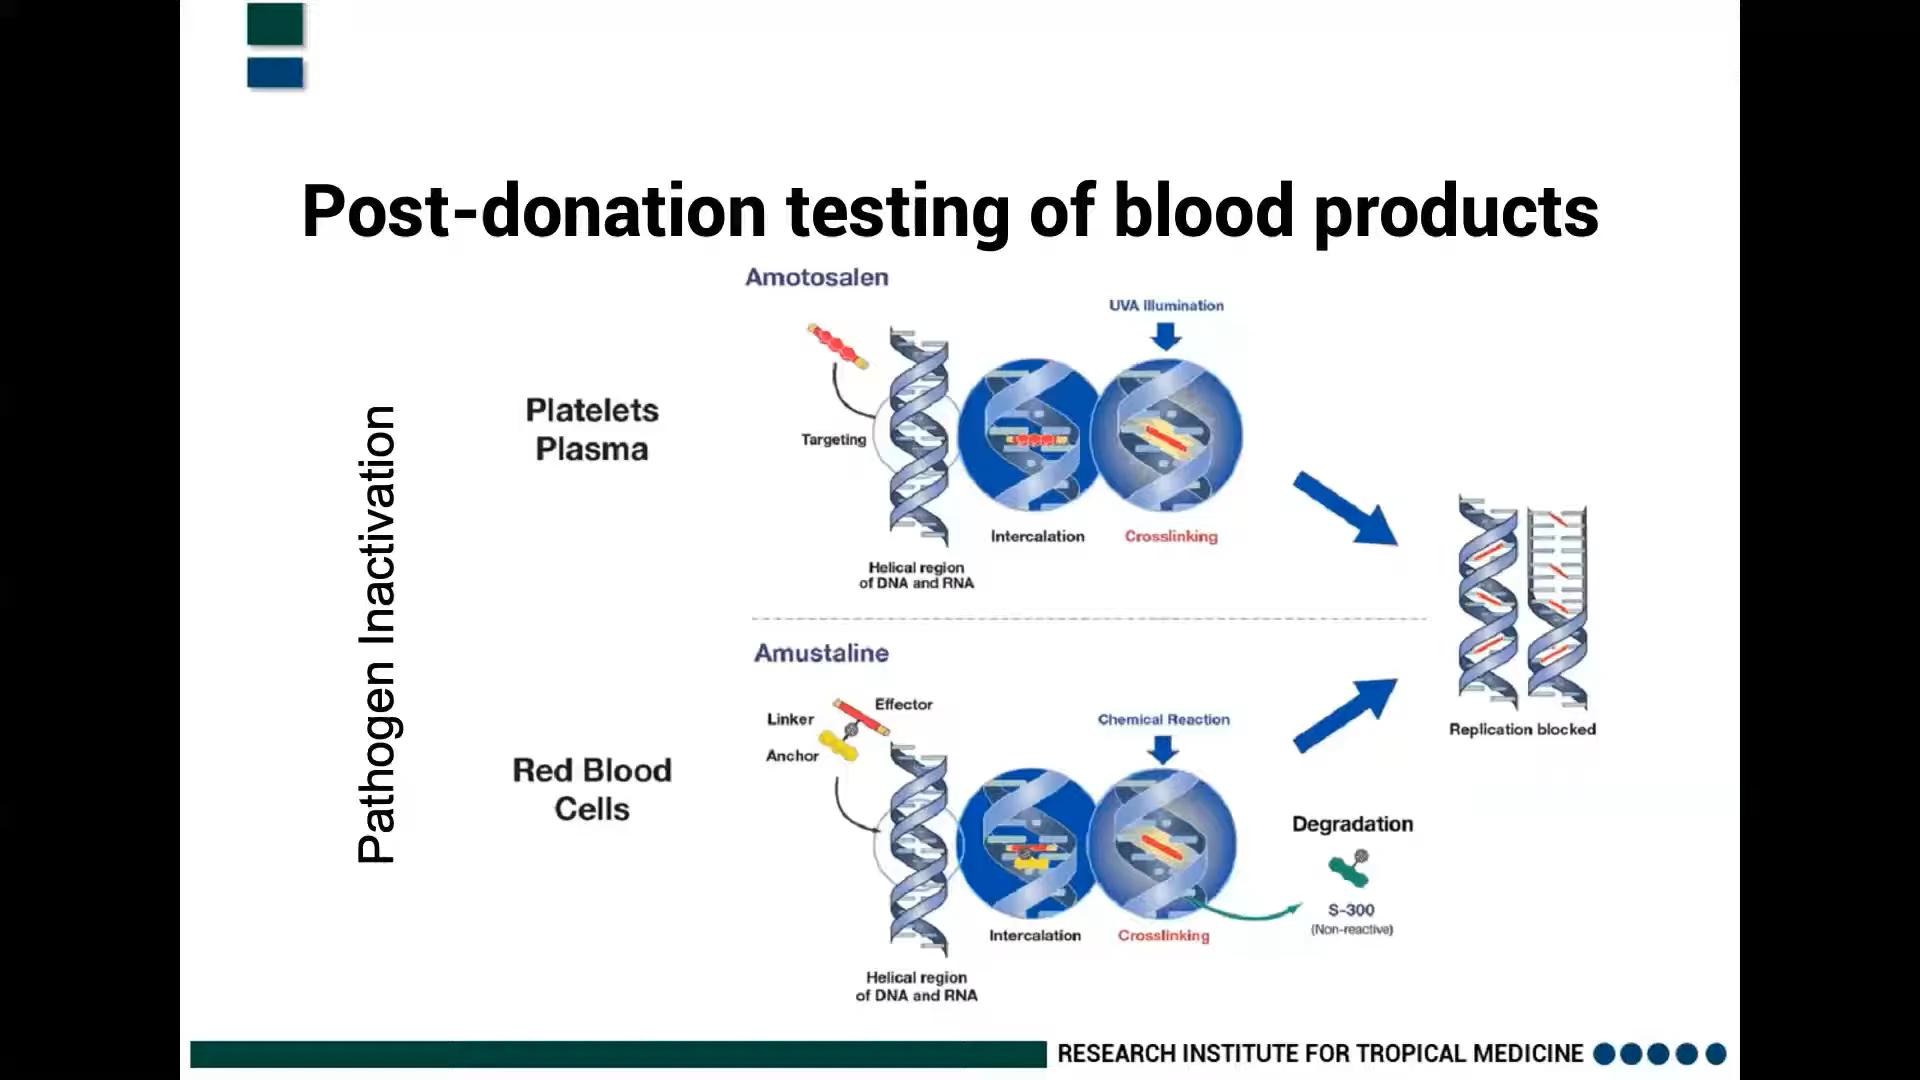 Post-donation testing of blood products
Pathogen Inactivation
Amotosalen
UVA Illumination
Platelets
Plasma
Targeting
Intercalation
Crosslinking
Helical region
of DNA and RNA
Amustaline
Effector
Linker
Anchor
Chemical Reaction
Red Blood
Cells
Intercalation
Crosslinking
Helical region
of DNA and RNA
Degradation
S-300
(Non-reactive)
Replication blocked
RESEARCH INSTITUTE FOR TROPICAL MEDICINE